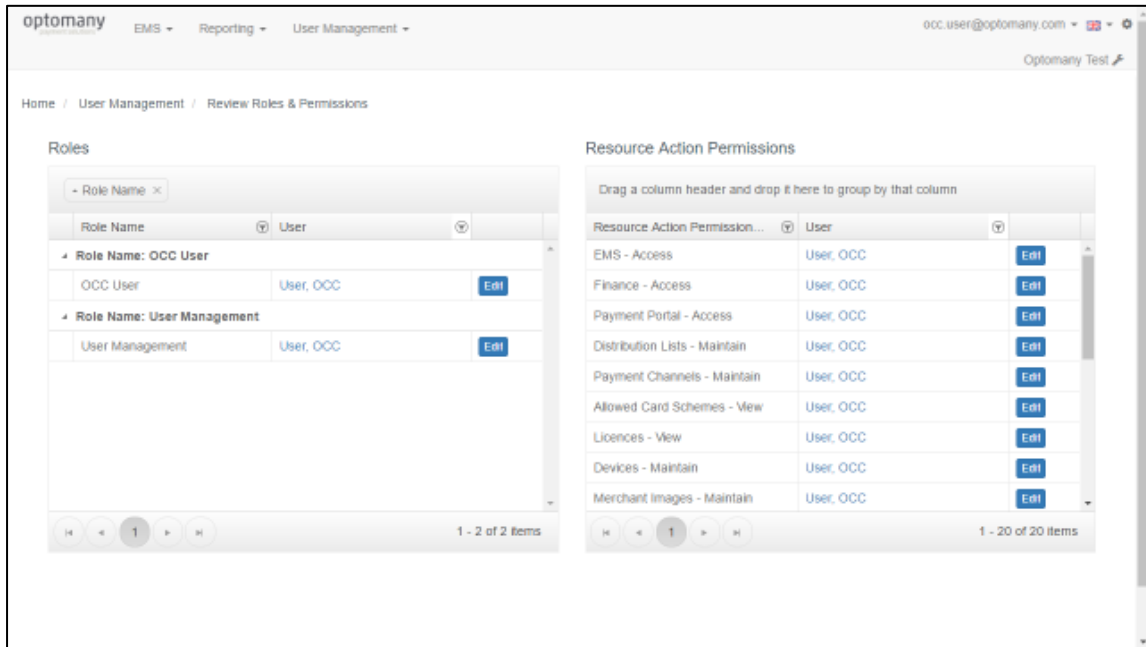 optomany
EMS Reporting User Management
occ.user@optomany.com
Optomany Test
Home / User Management / Review Roles & Permissions
Roles
Role Name ×
Role Name User
Role Name: OCC User
OCC User User, OCC Edit
Role Name: User Management
User Management User, OCC Edit
1
1 - 2 of 2 items
Resource Action Permissions
Drag a column header and drop it here to group by that column
Resource Action Permission... User
EMS - Access User, OCC Edit
Finance - Access User, OCC Edit
Payment Portal - Access User, OCC Edit
Distribution Lists - Maintain User, OCC Edit
Payment Channels - Maintain User, OCC Edit
Allowed Card Schemes - View User, OCC Edit
Licences - View User, OCC Edit
Devices - Maintain User, OCC Edit
Merchant Images - Maintain User, OCC Edit
1
1 - 20 of 20 items